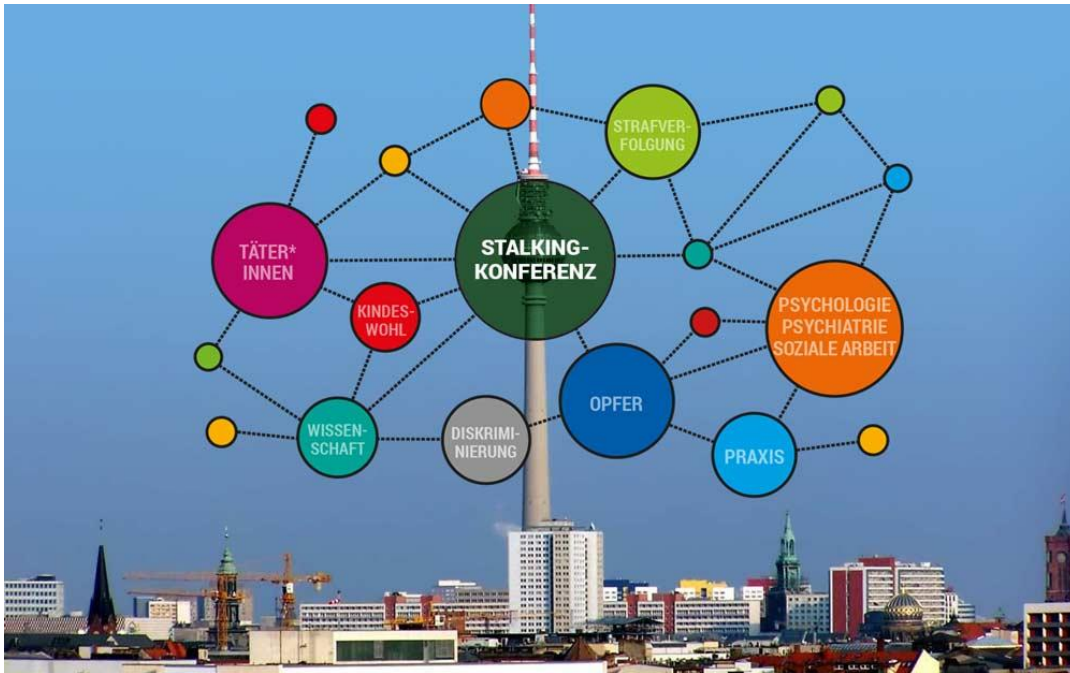 STRAFVER-
FOLGUNG
TÄTER*
INNEN
STALKING-
KONFERENZ
KINDES-
WOHL
PSYCHOLOGIE
PSYCHIATRIE
SOZIALE ARBEIT
OPFER
WISSEN-
SCHAFT
DISKRIMI-
NIERUNG
PRAXIS